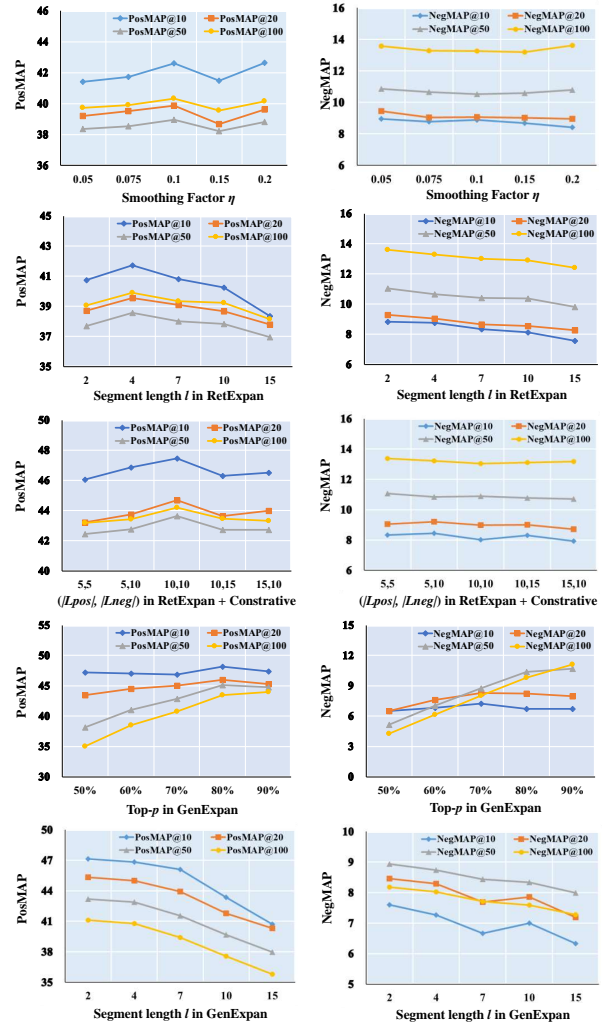 PosMAP
46
44
42
40
38
36
PosMAP@10 PosMAP@20
PosMAP@50 PosMAP@100
0.05 0.075 0.1 0.15 0.2
Smoothing Factor η
NegMAP
16
14
12
10
8
6
NegMAP@10 NegMAP@20
NegMAP@50 NegMAP@100
0.05 0.075 0.1 0.15 0.2
Smoothing Factor η
PosMAP
45
43
41
39
37
35
PosMAP@10 PosMAP@20
PosMAP@50 PosMAP@100
2 4 7 10 15
Segment length l in RetExpan
NegMAP
16
14
12
10
8
6
NegMAP@10 NegMAP@20
NegMAP@50 NegMAP@100
2 4 7 10 15
Segment length l in RetExpan
PosMAP
50
48
46
44
42
40
PosMAP@10 PosMAP@20
PosMAP@50 PosMAP@100
5,5 5,10 10,10 10,15 15,10
(|Lpos|, |Lneg|) in RetExpan + Constrative
NegMAP
16
14
12
10
8
6
NegMAP@10 NegMAP@20
NegMAP@50 NegMAP@100
5,5 5,10 10,10 10,15 15,10
(|Lpos|, |Lneg|) in RetExpan + Constrative
PosMAP
55
50
45
40
35
30
PosMAP@10 PosMAP@20
PosMAP@50 PosMAP@100
50% 60% 70% 80% 90%
Top-p in GenExpan
NegMAP
15
12
9
6
3
0
NegMAP@10 NegMAP@20
NegMAP@50 NegMAP@100
50% 60% 70% 80% 90%
Top-p in GenExpan
PosMAP
50
47
44
41
38
35
PosMAP@10 PosMAP@20
PosMAP@50 PosMAP@100
2 4 7 10 15
Segment length l in GenExpan
NegMAP
10
9
8
7
6
5
NegMAP@10 NegMAP@20
NegMAP@50 NegMAP@100
2 4 7 10 15
Segment length l in GenExpan